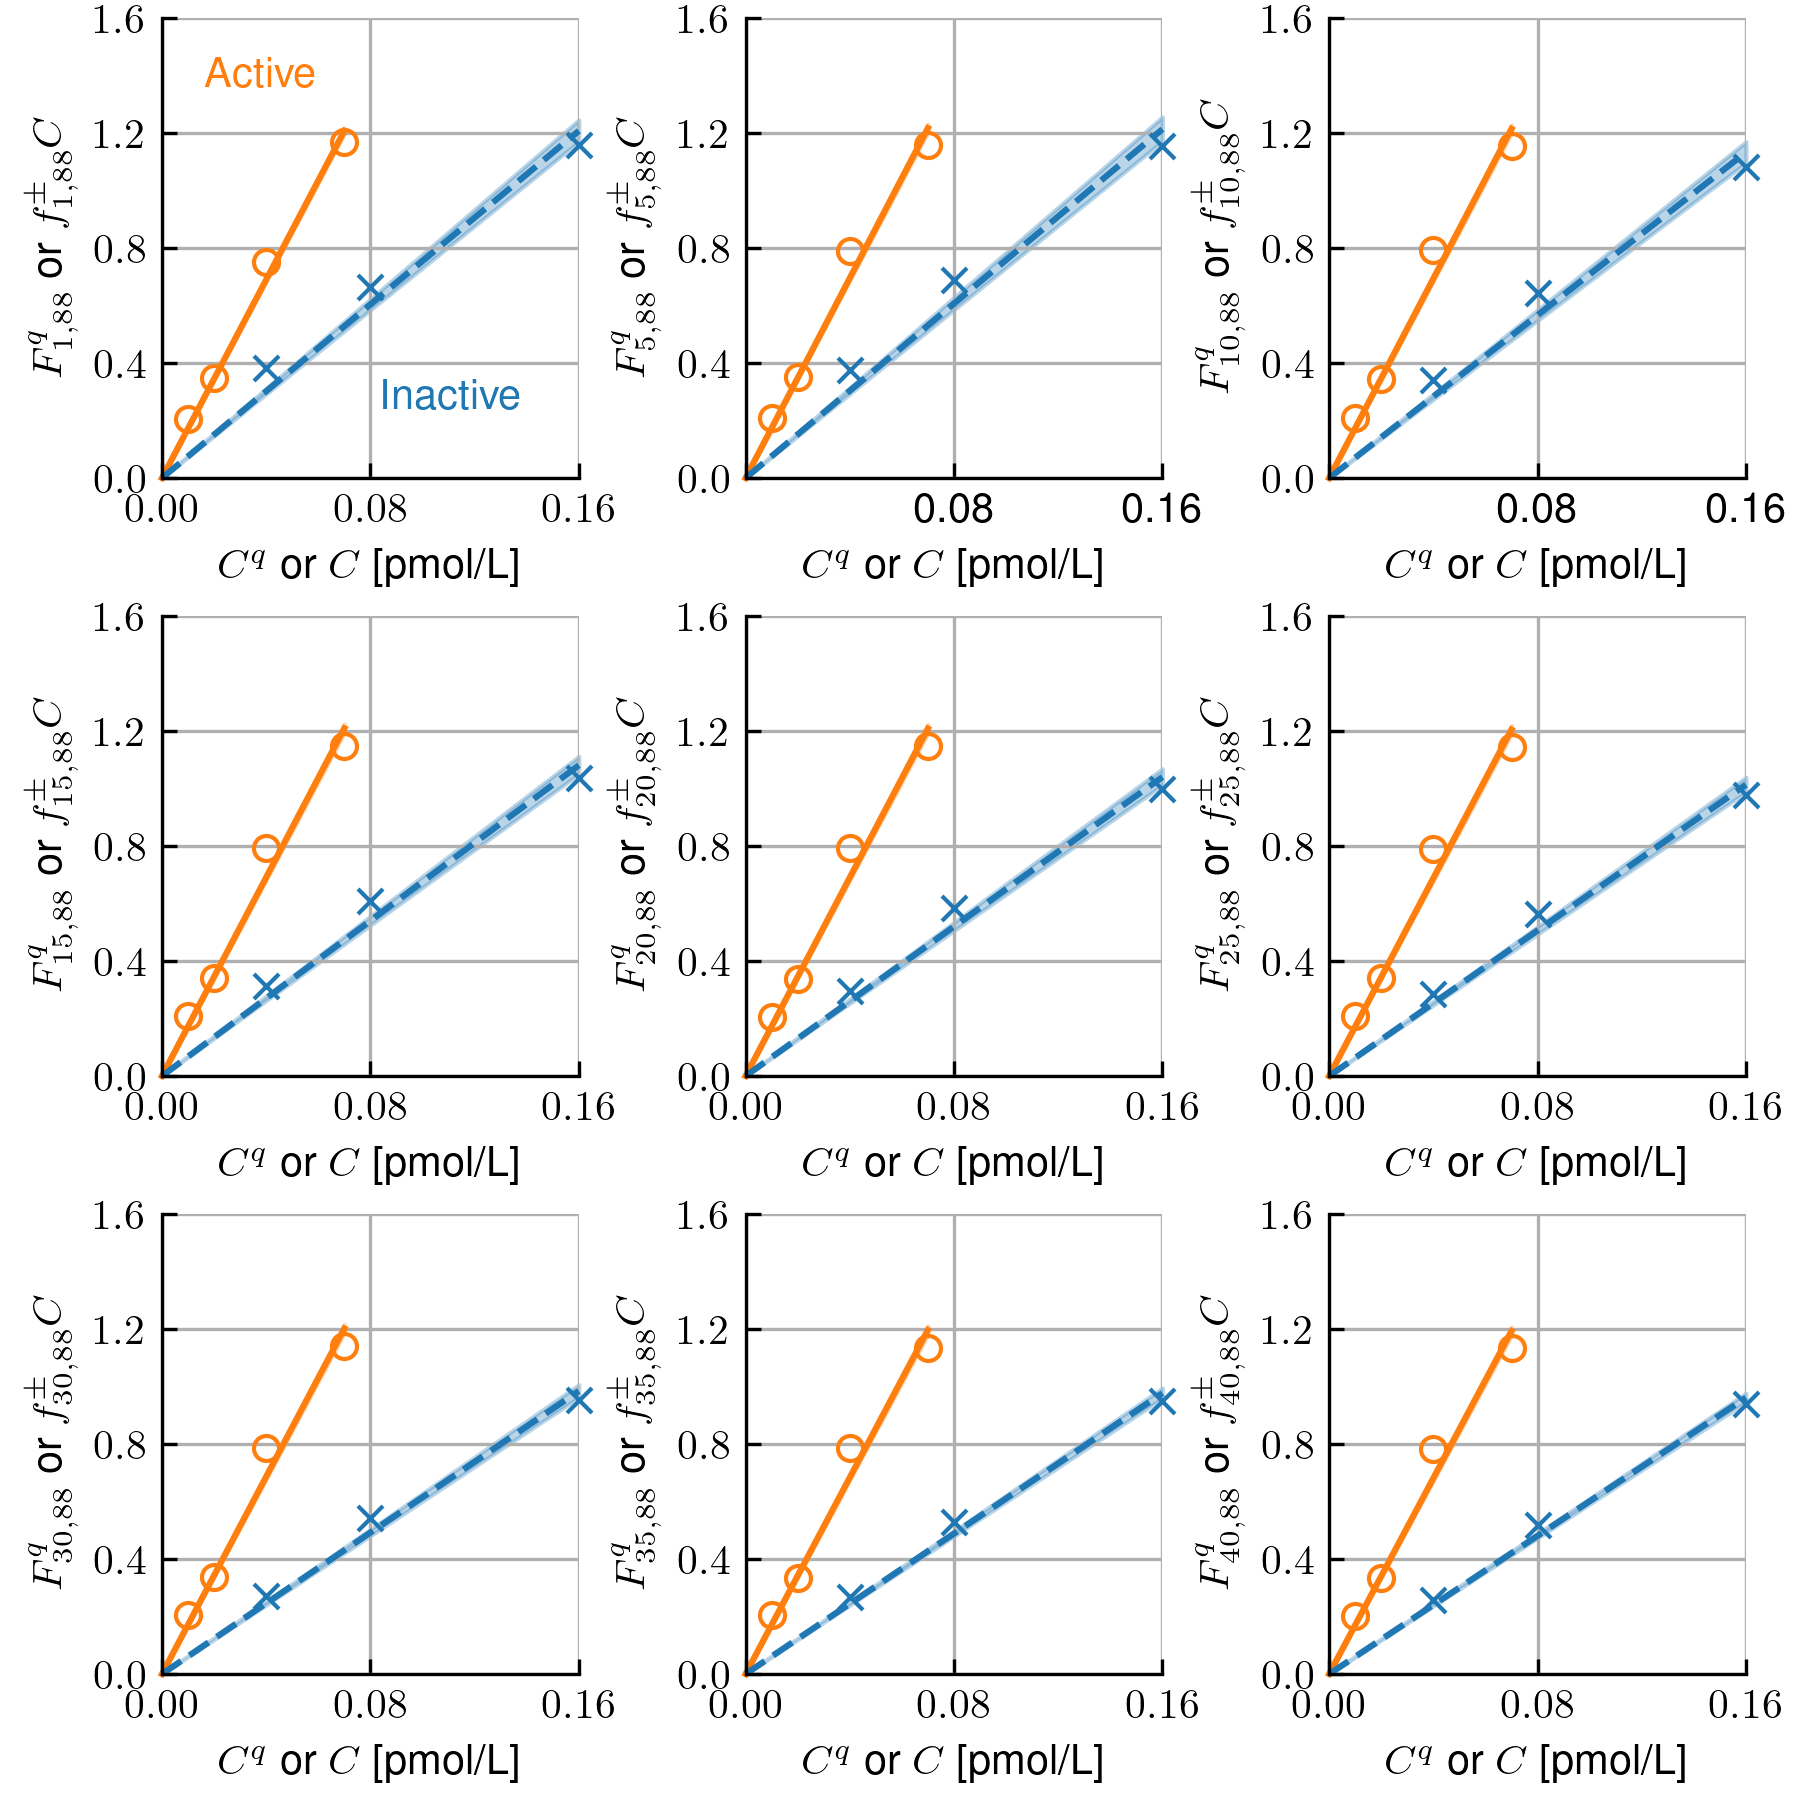 1.6
1.2
0.8
0.4
0.0
0.00 0.08 0.16
Active
Inactive
F^q_{1,88} or f^±_{1,88}C
C^q or C [pmol/L]
1.6
1.2
0.8
0.4
0.0
0.08 0.16
F^q_{5,88} or f^±_{5,88}C
C^q or C [pmol/L]
1.6
1.2
0.8
0.4
0.0
0.08 0.16
F^q_{10,88} or f^±_{10,88}C
C^q or C [pmol/L]
1.6
1.2
0.8
0.4
0.0
0.00 0.08 0.16
F^q_{15,88} or f^±_{15,88}C
C^q or C [pmol/L]
1.6
1.2
0.8
0.4
0.0
0.00 0.08 0.16
F^q_{20,88} or f^±_{20,88}C
C^q or C [pmol/L]
1.6
1.2
0.8
0.4
0.0
0.00 0.08 0.16
F^q_{25,88} or f^±_{25,88}C
C^q or C [pmol/L]
1.6
1.2
0.8
0.4
0.0
0.00 0.08 0.16
F^q_{30,88} or f^±_{30,88}C
C^q or C [pmol/L]
1.6
1.2
0.8
0.4
0.0
0.00 0.08 0.16
F^q_{35,88} or f^±_{35,88}C
C^q or C [pmol/L]
1.6
1.2
0.8
0.4
0.0
0.00 0.08 0.16
F^q_{40,88} or f^±_{40,88}C
C^q or C [pmol/L]